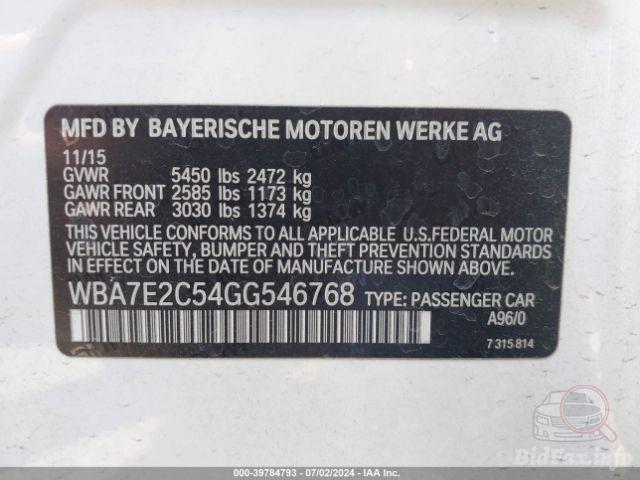 MFD BY BAYERISCHE MOTOREN WERKE AG
11/15
GVWR 5450 lbs 2472 kg
GAWR FRONT 2585 lbs 1173 kg
GAWR REAR 3030 lbs 1374 kg
THIS VEHICLE CONFORMS TO ALL APPLICABLE U.S.FEDERAL MOTOR
VEHICLE SAFETY, BUMPER AND THEFT PREVENTION STANDARDS
IN EFFECT ON THE DATE OF MANUFACTURE SHOWN ABOVE.
WBA7E2C54GG546768 TYPE: PASSENGER CAR
A96/0
7 315 814
BidFax.info
000-39784793 - 07/02/2024 - IAA Inc.